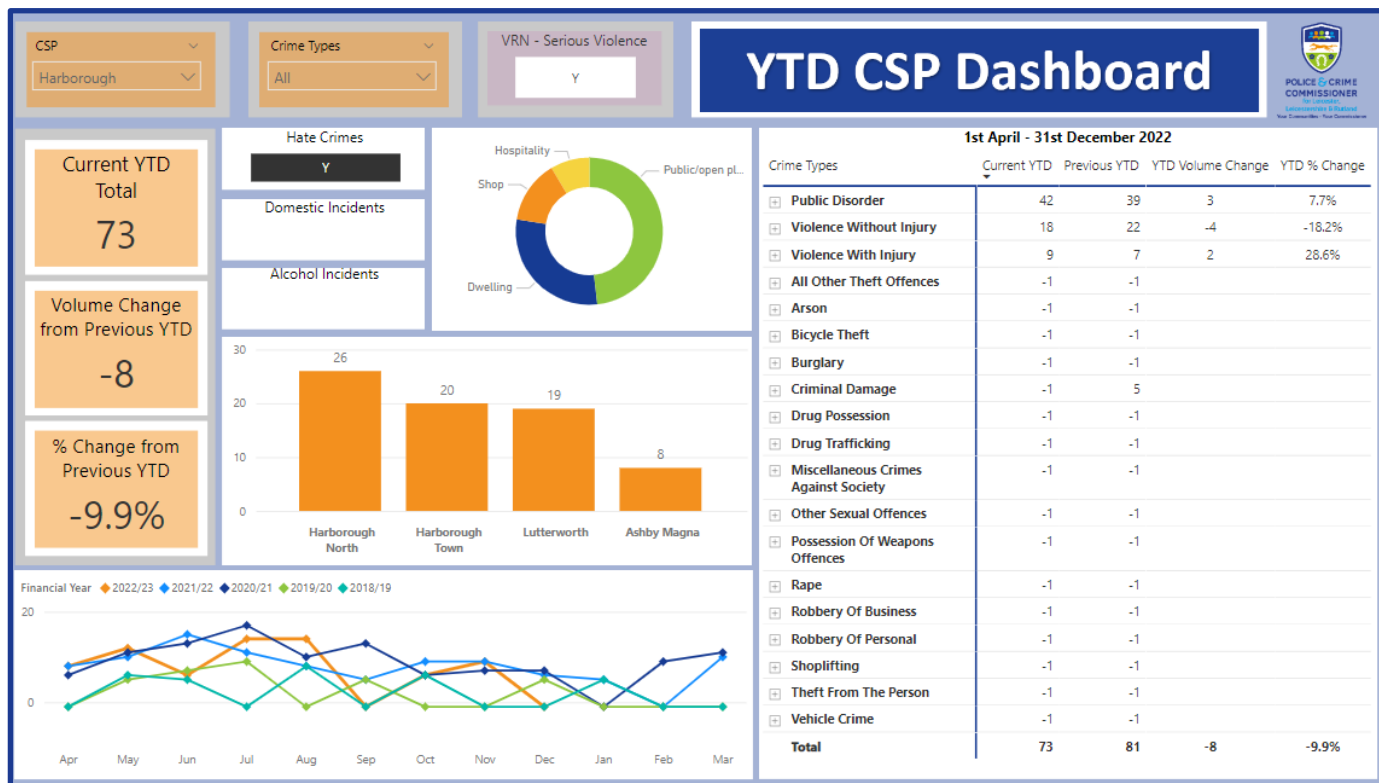 CSP
Harborough
Crime Types
All
VRN - Serious Violence
Y
YTD CSP Dashboard
POLICE & CRIME
COMMISSIONER
for Leicester,
Leicestershire & Rutland
Your Communities - Your Commissioner
Current YTD
Total
73
Volume Change
from Previous YTD
-8
% Change from
Previous YTD
-9.9%
Hate Crimes
Y
Domestic Incidents
Alcohol Incidents
Hospitality
Shop
Dwelling
Public/open pl...
30
20
10
0
26
20
19
8
Harborough
North
Harborough
Town
Lutterworth
Ashby Magna
Financial Year 2022/23 2021/22 2020/21 2019/20 2018/19
20
0
Apr May Jun Jul Aug Sep Oct Nov Dec Jan Feb Mar
1st April - 31st December 2022
Crime Types Current YTD Previous YTD YTD Volume Change YTD % Change
Public Disorder 42 39 3 7.7%
Violence Without Injury 18 22 -4 -18.2%
Violence With Injury 9 7 2 28.6%
All Other Theft Offences -1 -1
Arson -1 -1
Bicycle Theft -1 -1
Burglary -1 -1
Criminal Damage -1 5
Drug Possession -1 -1
Drug Trafficking -1 -1
Miscellaneous Crimes -1 -1
Against Society
Other Sexual Offences -1 -1
Possession Of Weapons -1 -1
Offences
Rape -1 -1
Robbery Of Business -1 -1
Robbery Of Personal -1 -1
Shoplifting -1 -1
Theft From The Person -1 -1
Vehicle Crime -1 -1
Total 73 81 -8 -9.9%